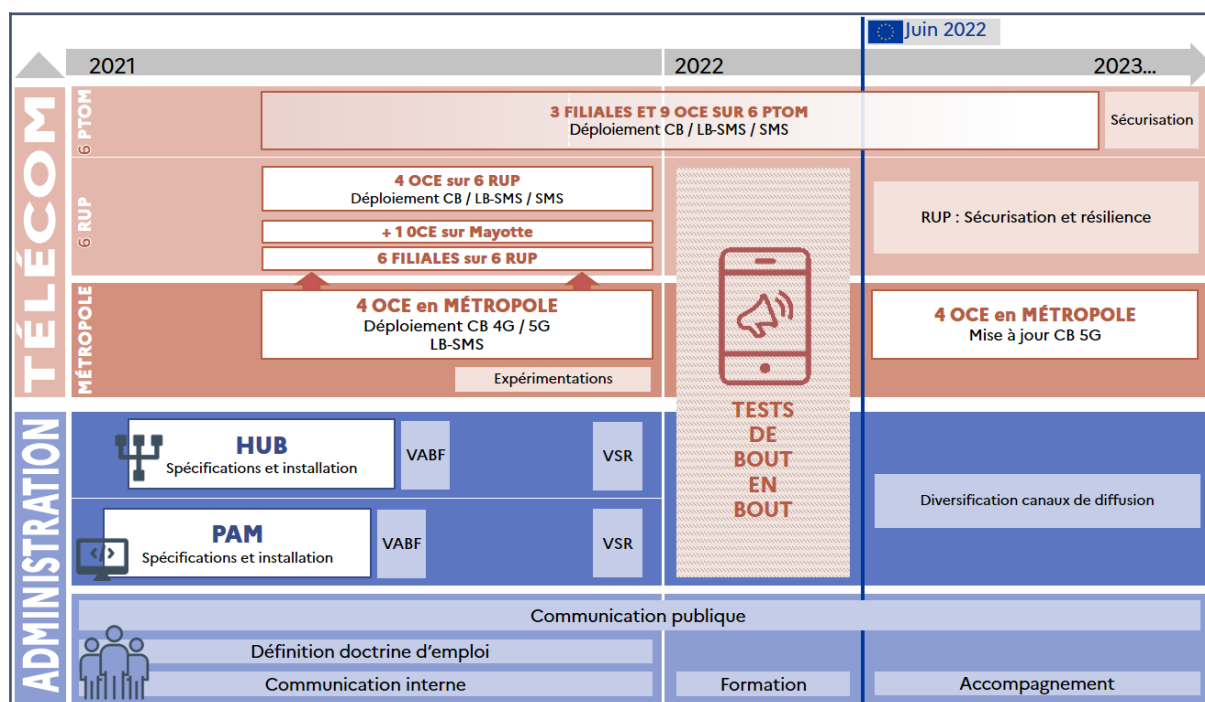 Juin 2022
2021
2022
2023...
TÉLÉCOM
6 PTOM
3 FILIALES ET 9 OCE SUR 6 PTOM
Déploiement CB / LB-SMS / SMS
Sécurisation
6 RUP
4 OCE sur 6 RUP
Déploiement CB / LB-SMS / SMS
+ 1 OCE sur Mayotte
6 FILIALES sur 6 RUP
RUP : Sécurisation et résilience
MÉTROPOLE
4 OCE en MÉTROPOLE
Déploiement CB 4G / 5G
LB-SMS
Expérimentations
4 OCE en MÉTROPOLE
Mise à jour CB 5G
TESTS
DE
BOUT
EN
BOUT
ADMINISTRATION
HUB
Spécifications et installation
VABF
VSR
PAM
Spécifications et installation
VABF
VSR
Diversification canaux de diffusion
Communication publique
Définition doctrine d'emploi
Communication interne
Formation
Accompagnement